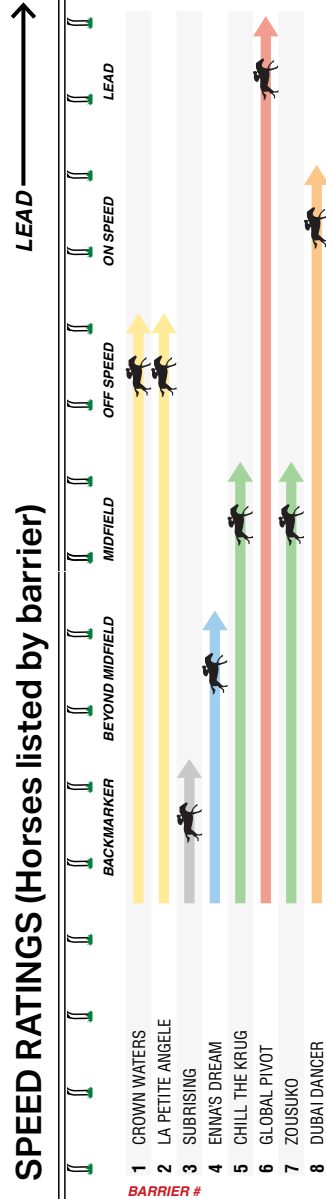 SPEED RATINGS (Horses listed by barrier)
LEAD
BACKMARKER BEYOND MIDFIELD MIDFIELD OFF SPEED ON SPEED LEAD
1 CROWN WATERS
2 LA PETITE ANGELE
3 SUBRISING
4 ENNA'S DREAM
5 CHILL THE KRUG
6 GLOBAL PIVOT
7 ZOUSUKO
8 DUBAI DANCER
BARRIER #